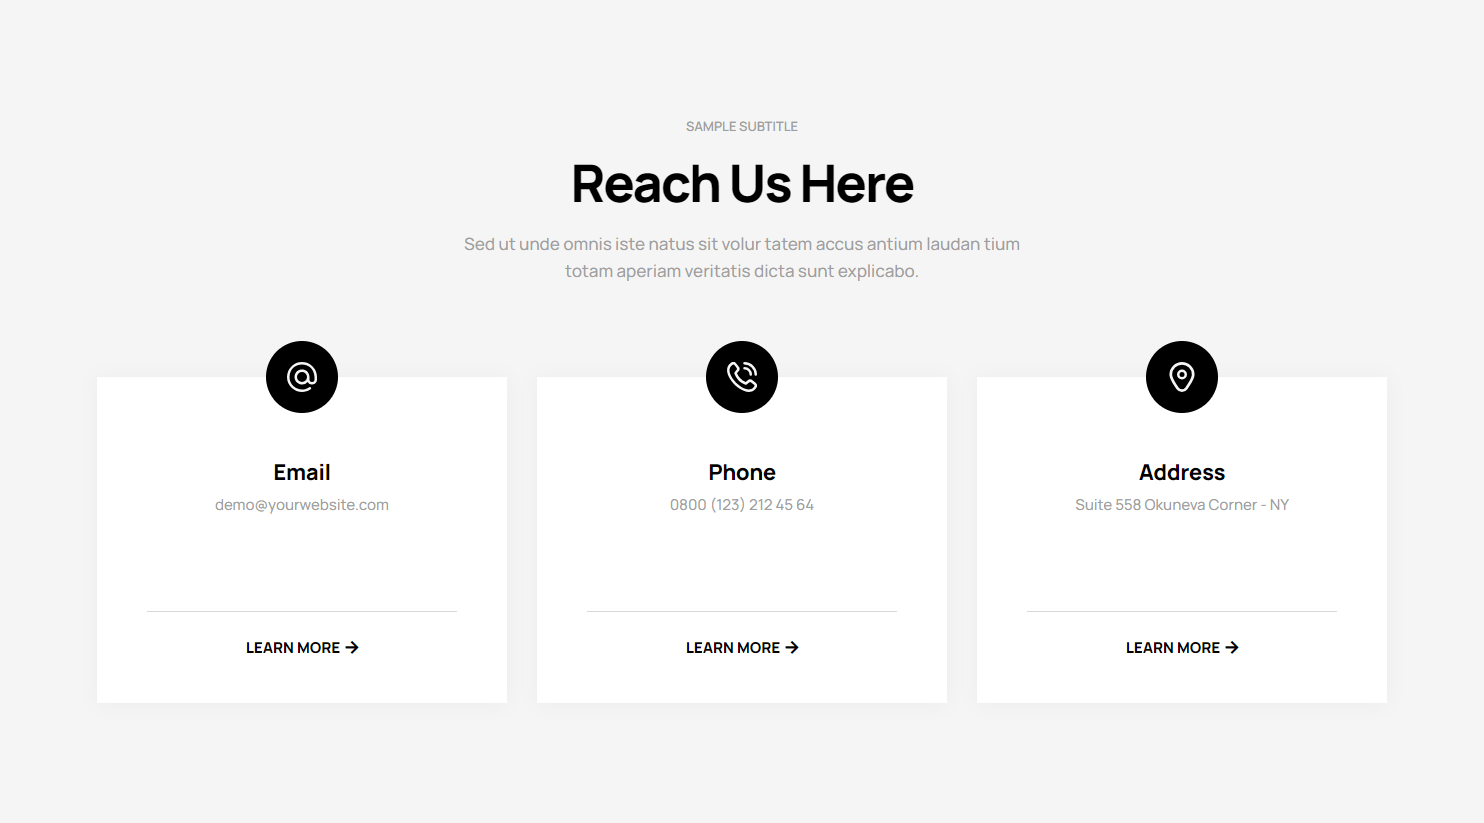 SAMPLE SUBTITLE
Reach Us Here
Sed ut unde omnis iste natus sit volur tatem accus antium laudan tium
totam aperiam veritatis dicta sunt explicabo.
Email
demo@yourwebsite.com
LEARN MORE →
Phone
0800 (123) 212 45 64
LEARN MORE →
Address
Suite 558 Okuneva Corner - NY
LEARN MORE →